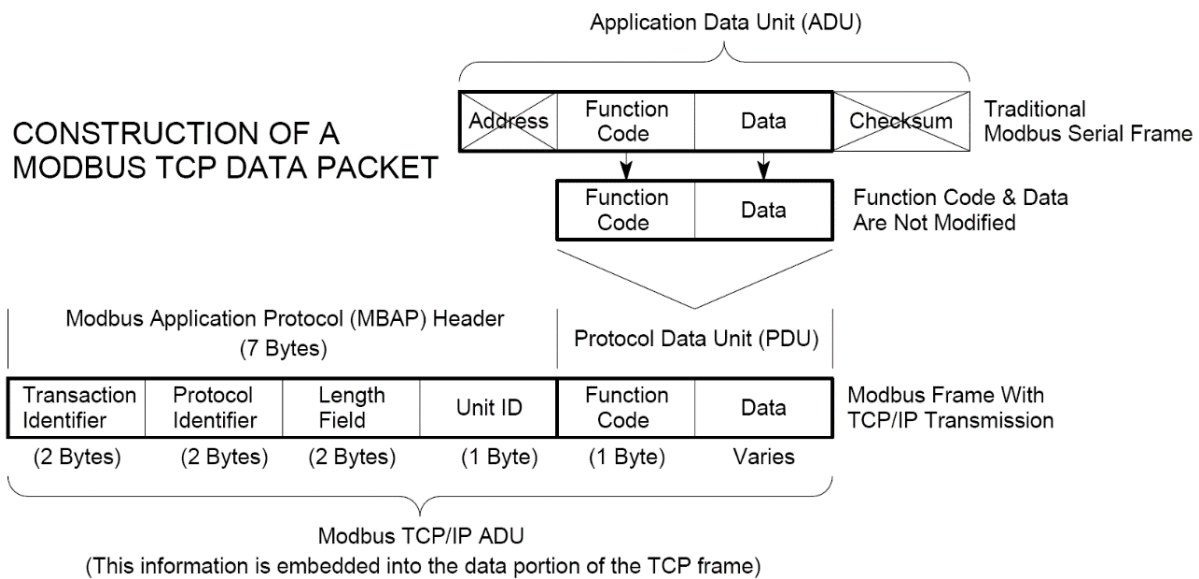 Application Data Unit (ADU)
CONSTRUCTION OF A
MODBUS TCP DATA PACKET
Address
Function
Code
Data
Checksum
Traditional
Modbus Serial Frame
Function
Code
Data
Function Code & Data
Are Not Modified
Modbus Application Protocol (MBAP) Header
(7 Bytes)
Protocol Data Unit (PDU)
Transaction
Identifier
Protocol
Identifier
Length
Field
Unit ID
Function
Code
Data
Modbus Frame With
TCP/IP Transmission
(2 Bytes)
(2 Bytes)
(2 Bytes)
(1 Byte)
(1 Byte)
Varies
Modbus TCP/IP ADU
(This information is embedded into the data portion of the TCP frame)